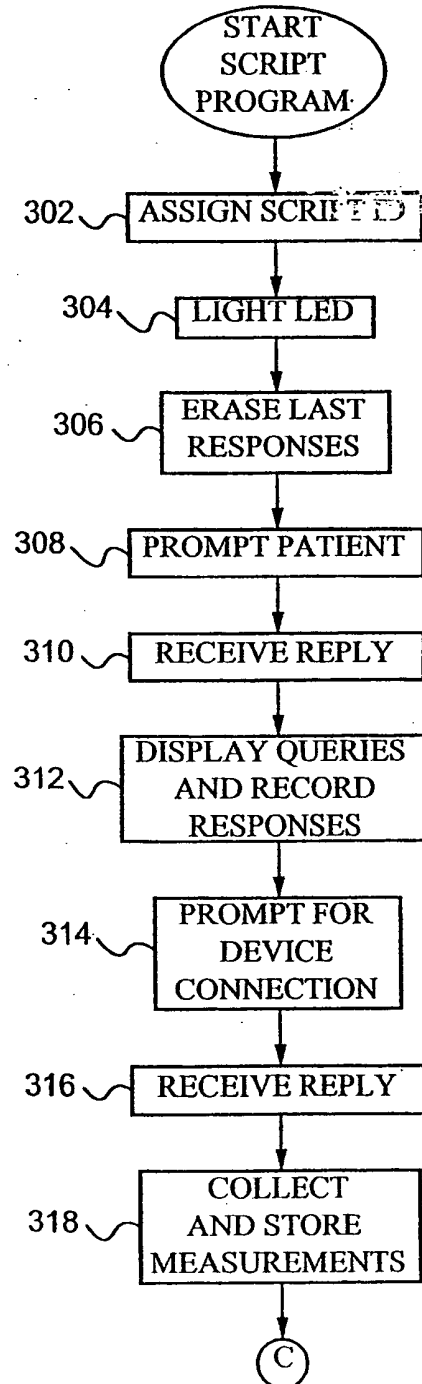 START
SCRIPT
PROGRAM
302
ASSIGN SCRIPT ID
304
LIGHT LED
306
ERASE LAST
RESPONSES
308
PROMPT PATIENT
310
RECEIVE REPLY
312
DISPLAY QUERIES
AND RECORD
RESPONSES
314
PROMPT FOR
DEVICE
CONNECTION
316
RECEIVE REPLY
318
COLLECT
AND STORE
MEASUREMENTS
C